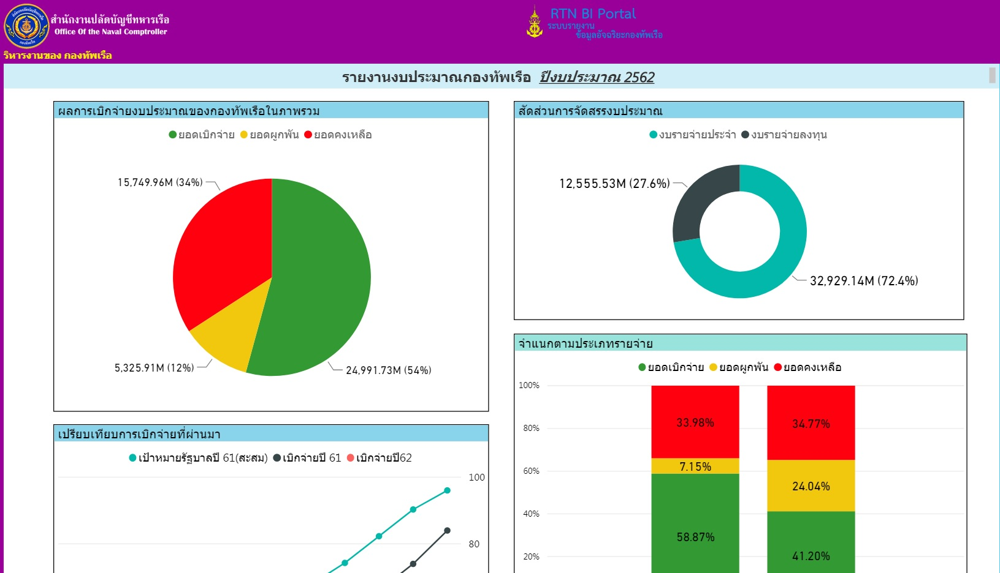 สำนักงานปลัดบัญชีทหารเรือ
Office Of the Naval Comptroller
RTN BI Portal
ระบบรายงาน
ข้อมูลอัจฉริยะกองทัพเรือ
ริหารงานของ กองทัพเรือ
รายงานงบประมาณกองทัพเรือ ปีงบประมาณ 2562
ผลการเบิกจ่ายงบประมาณของกองทัพเรือในภาพรวม
ยอดเบิกจ่าย ยอดผูกพัน ยอดคงเหลือ
15,749.96M (34%)
5,325.91M (12%)
24,991.73M (54%)
สัดส่วนการจัดสรรงบประมาณ
งบรายจ่ายประจำ งบรายจ่ายลงทุน
12,555.53M (27.6%)
32,929.14M (72.4%)
เปรียบเทียบการเบิกจ่ายที่ผ่านมา
เป้าหมายรัฐบาลปี 61(สะสม) เบิกจ่ายปี 61 เบิกจ่ายปี62
100
80
จำแนกตามประเภทรายจ่าย
ยอดเบิกจ่าย ยอดผูกพัน ยอดคงเหลือ
100%
80%
60%
40%
20%
33.98%
7.15%
58.87%
34.77%
24.04%
41.20%